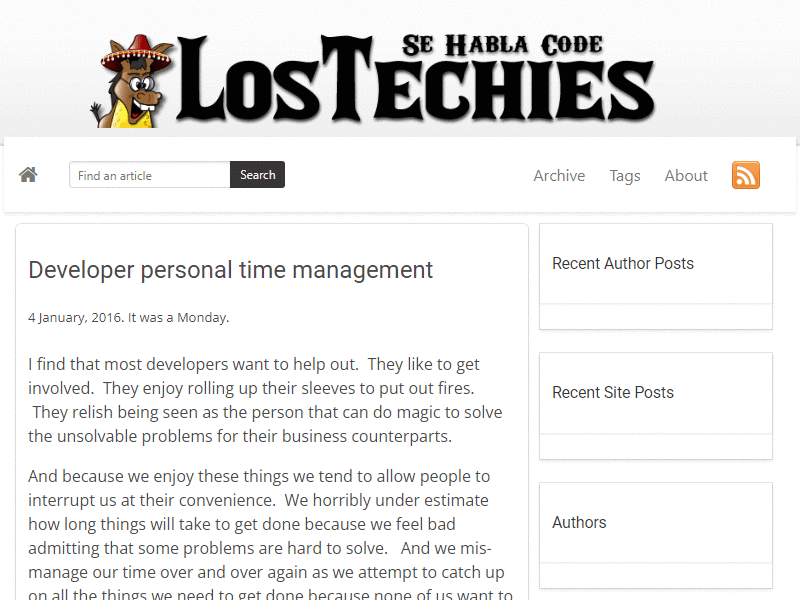 SE HABLA CODE
LOSTECHIES
Find an article
Search
Archive
Tags
About
Developer personal time management
4 January, 2016. It was a Monday.
I find that most developers want to help out.  They like to get
involved.  They enjoy rolling up their sleeves to put out fires.
They relish being seen as the person that can do magic to solve
the unsolvable problems for their business counterparts.
And because we enjoy these things we tend to allow people to
interrupt us at their convenience.  We horribly under estimate
how long things will take to get done because we feel bad
admitting that some problems are hard to solve.   And we mis-
manage our time over and over again as we attempt to catch up
on all the things we need to get done because none of us want to
Recent Author Posts
Recent Site Posts
Authors